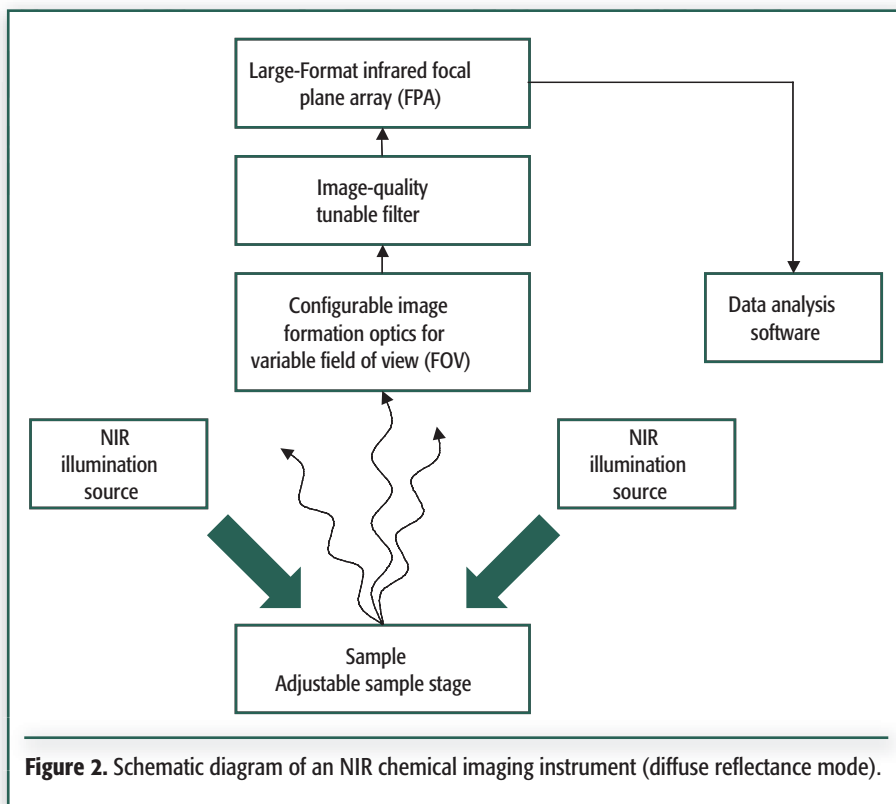 Large-Format infrared focal
plane array (FPA)
Image-quality
tunable filter
Configurable image
formation optics for
variable field of view (FOV)
Data analysis
software
NIR
illumination
source
NIR
illumination
source
Sample
Adjustable sample stage
Figure 2. Schematic diagram of an NIR chemical imaging instrument (diffuse reflectance mode).